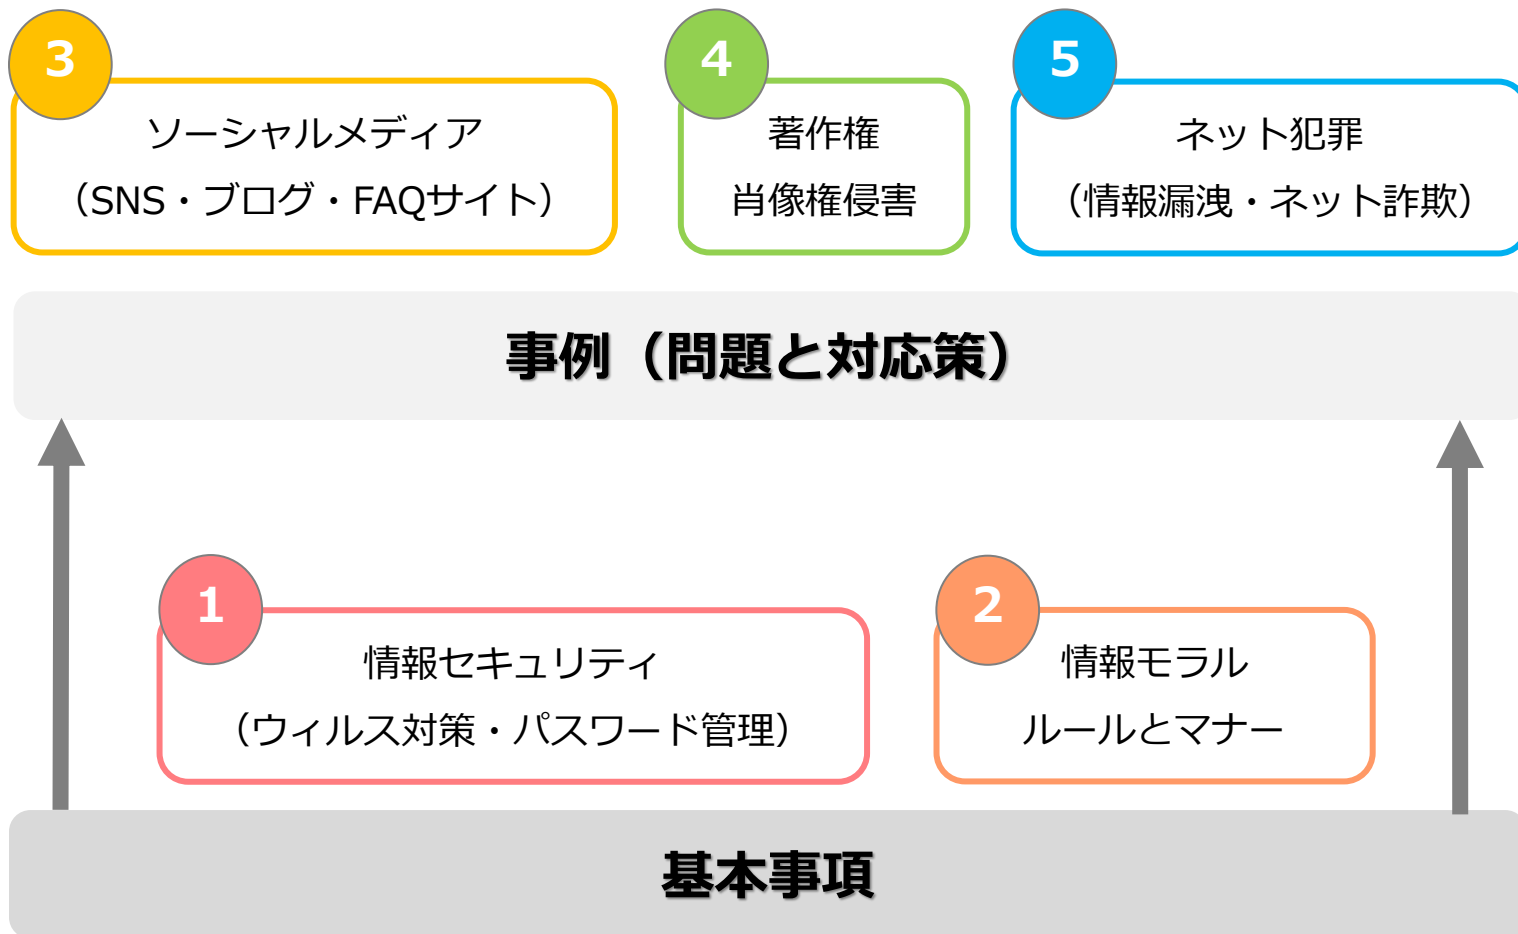 3
ソーシャルメディア
（SNS・ブログ・FAQサイト）
4
著作権
肖像権侵害
5
ネット犯罪
（情報漏洩・ネット詐欺）
事例（問題と対応策）
1
情報セキュリティ
（ウィルス対策・パスワード管理）
2
情報モラル
ルールとマナー
基本事項